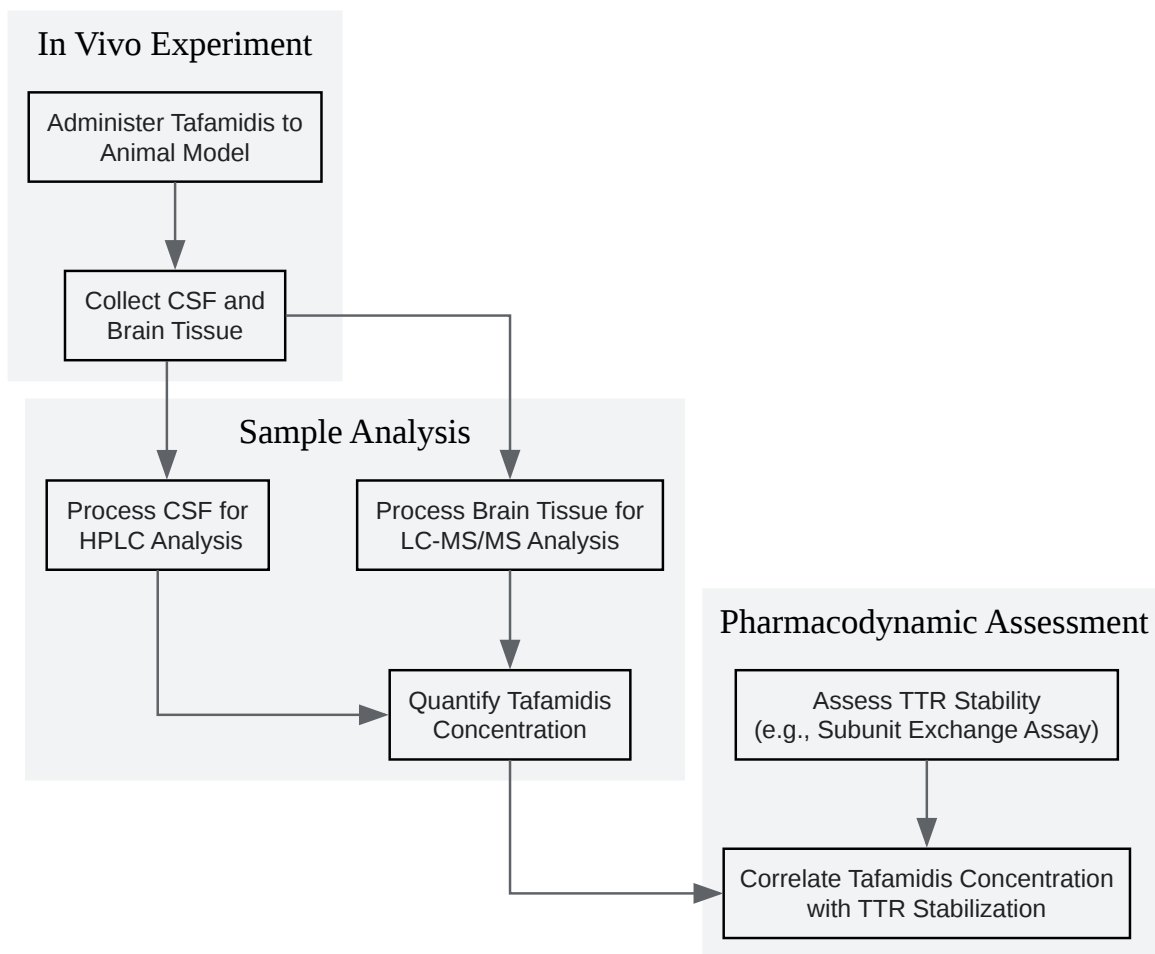 In Vivo Experiment
Administer Tafamidis to
Animal Model
Collect CSF and
Brain Tissue
Sample Analysis
Process CSF for
HPLC Analysis
Process Brain Tissue for
LC-MS/MS Analysis
Quantify Tafamidis
Concentration
Pharmacodynamic Assessment
Assess TTR Stability
(e.g., Subunit Exchange Assay)
Correlate Tafamidis Concentration
with TTR Stabilization